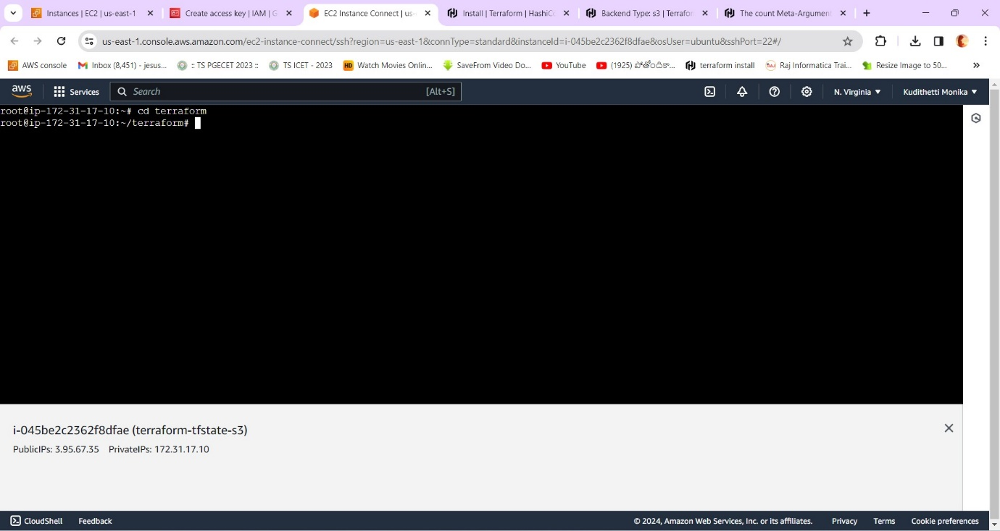 Instances | EC2 | us-east-1
Create access key | IAM | G
EC2 Instance Connect | us-
Install | Terraform | HashiCo
Backend Type: s3 | Terrafor
The count Meta-Argument
us-east-1.console.aws.amazon.com/ec2-instance-connect/ssh?region=us-east-1&connType=standard&instanceId=i-045be2c2362f8dfae&osUser=ubuntu&sshPort=22#/
AWS console
Inbox (8,451) - jesus...
:: TS PGECET 2023 ::
TS ICET - 2023
HD
Watch Movies Onlin...
SaveFrom Video Do...
YouTube
(1925)
terraform install
Raj Informatica Trai...
Resize Image to 50...
aws
Services
Search
[Alt+S]
N. Virginia
Kudithetti Monika
root@ip-172-31-17-10:~# cd terraform
root@ip-172-31-17-10:~/terraform#
i-045be2c2362f8dfae (terraform-tfstate-s3)
PublicIPs: 3.95.67.35 PrivateIPs: 172.31.17.10
CloudShell
Feedback
© 2024, Amazon Web Services, Inc. or its affiliates.
Privacy
Terms
Cookie preferences